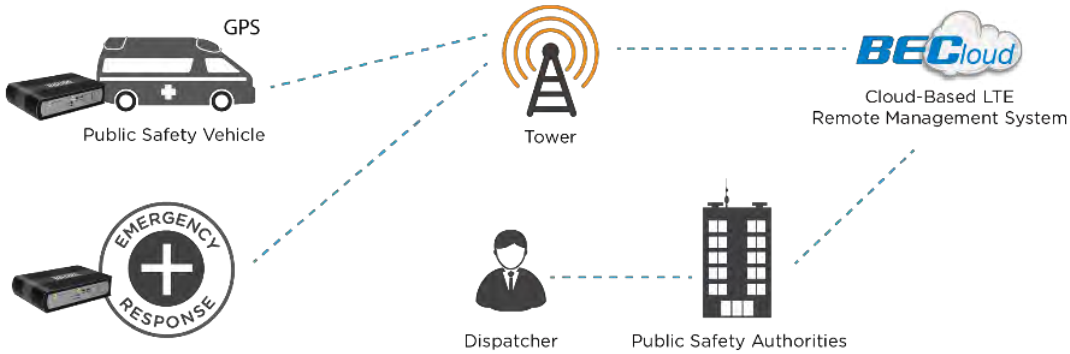 GPS
Public Safety Vehicle
Tower
BECloud
Cloud-Based LTE
Remote Management System
EMERGENCY
RESPONSE
Dispatcher
Public Safety Authorities